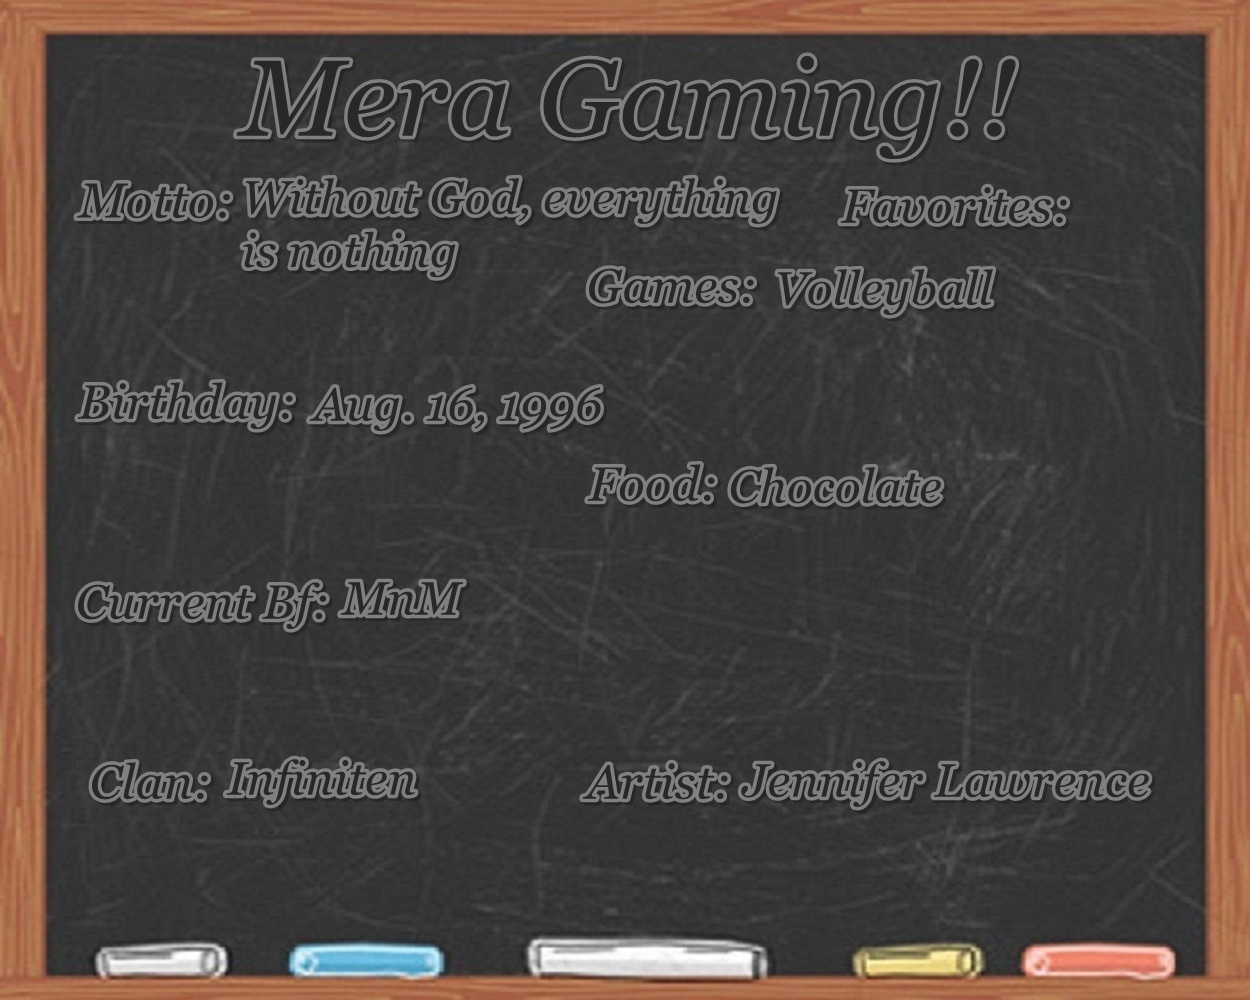 Mera Gaming!!
Motto: Without God, everything
is nothing
Favorites:
Games: Volleyball
Birthday: Aug. 16, 1996
Food: Chocolate
Current Bf: MnM
Clan: Infiniten
Artist: Jennifer Lawrence